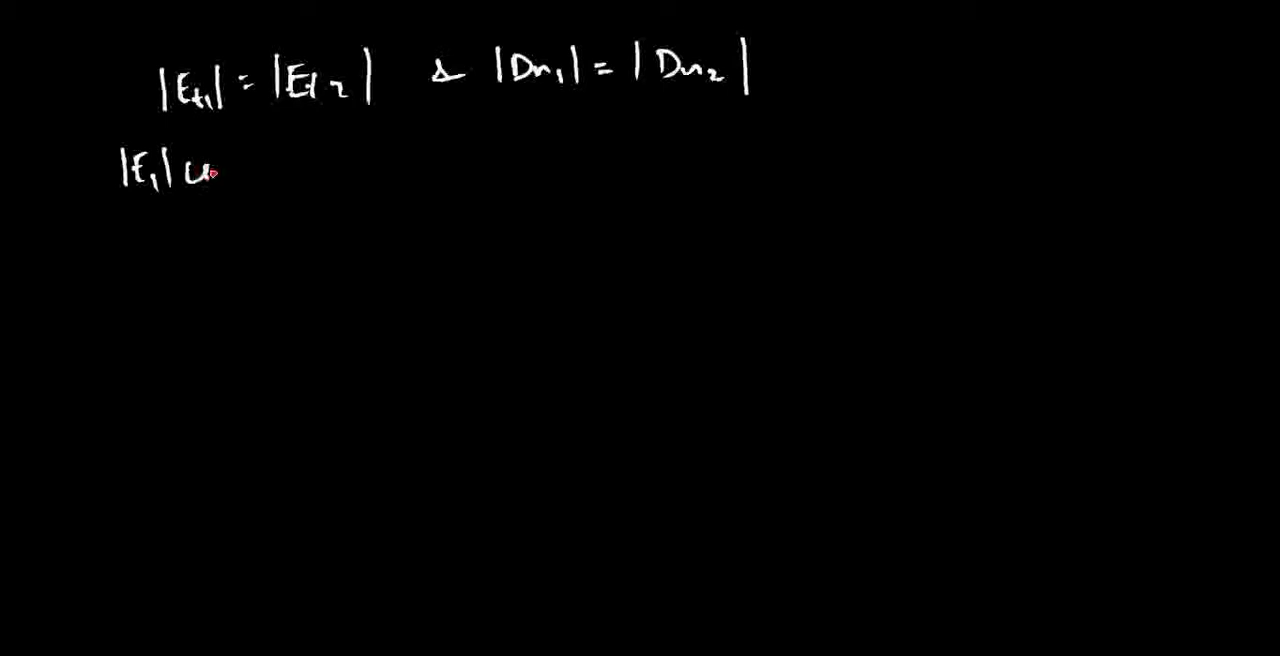 |Et₁| = |Et₂| & |Dn₁| = |Dn₂|
|E₁|